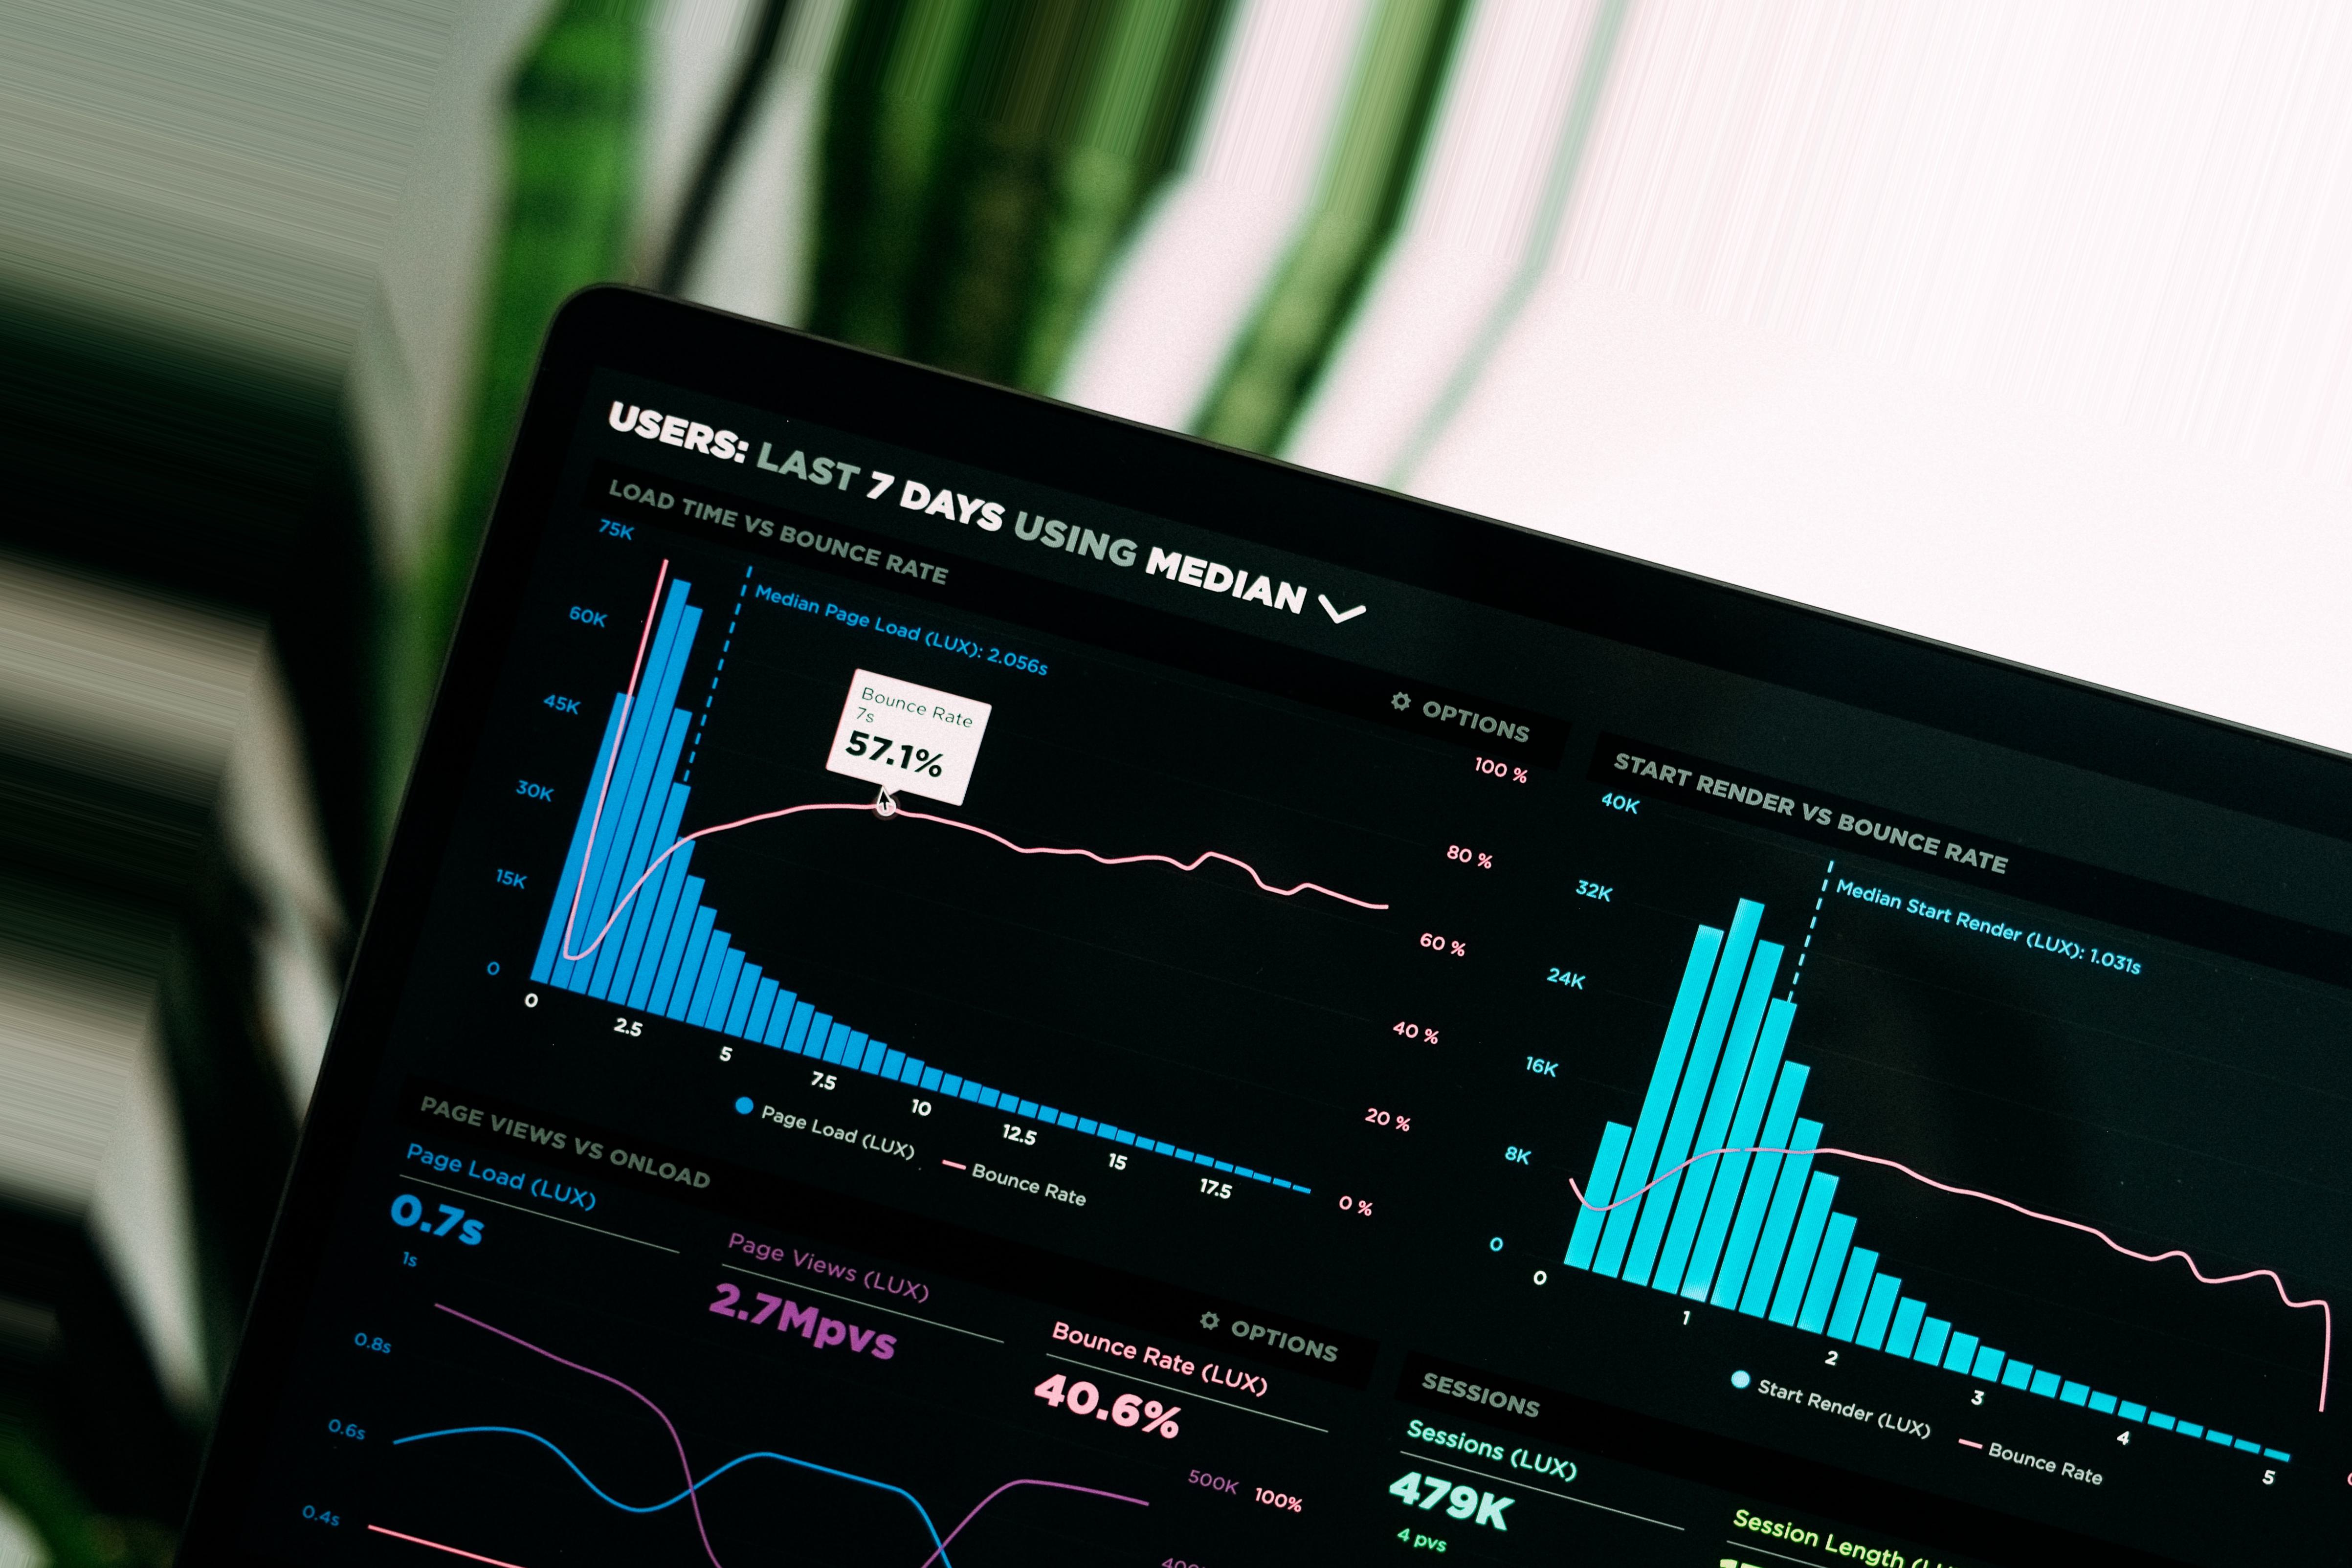 USERS: LAST 7 DAYS USING MEDIAN
LOAD TIME VS BOUNCE RATE
OPTIONS
75K
60K
45K
30K
15K
0
Median Page Load (LUX): 2.056s
Bounce Rate
7s
57.1%
100 %
80 %
60 %
40 %
20 %
0 %
0
2.5
5
7.5
10
12.5
15
17.5
Page Load (LUX)
Bounce Rate
START RENDER VS BOUNCE RATE
40K
32K
24K
16K
8K
0
Median Start Render (LUX): 1.031s
0
1
2
3
4
5
Start Render (LUX)
Bounce Rate
PAGE VIEWS VS ONLOAD
OPTIONS
Page Load (LUX)
0.7s
Page Views (LUX)
2.7Mpvs
Bounce Rate (LUX)
40.6%
1s
0.8s
0.6s
0.4s
500K
100%
SESSIONS
Sessions (LUX)
479K
4 pvs
Session Length